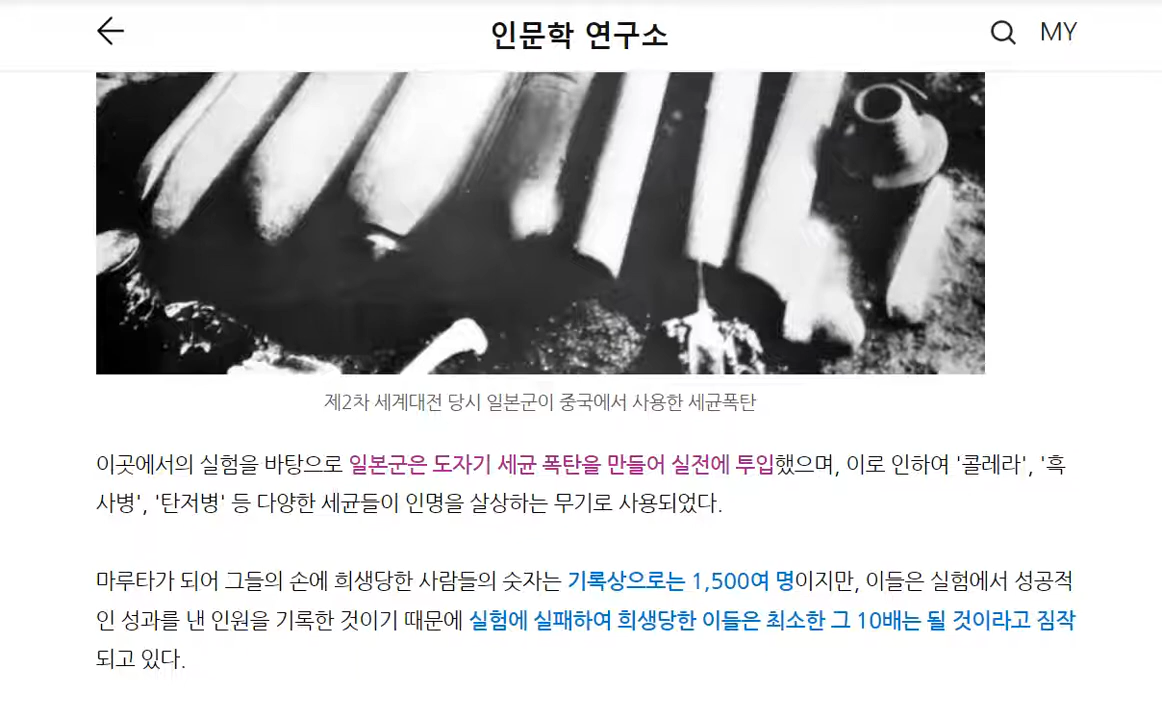 인문학 연구소
MY
제2차 세계대전 당시 일본군이 중국에서 사용한 세균폭탄
이곳에서의 실험을 바탕으로 일본군은 도자기 세균 폭탄을 만들어 실전에 투입했으며, 이로 인하여 '콜레라', '흑
사병', '탄저병' 등 다양한 세균들이 인명을 살상하는 무기로 사용되었다.
마루타가 되어 그들의 손에 희생당한 사람들의 숫자는 기록상으로는 1,500여 명이지만, 이들은 실험에서 성공적
인 성과를 낸 인원을 기록한 것이기 때문에 실험에 실패하여 희생당한 이들은 최소한 그 10배는 될 것이라고 짐작
되고 있다.